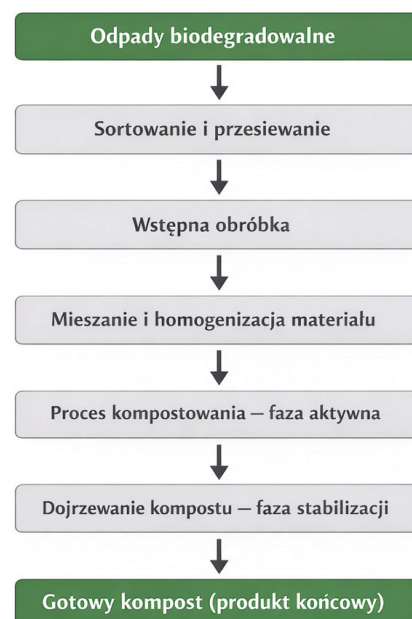 Odpady biodegradowalne
Sortowanie i przesiewanie
Wstępna obróbka
Mieszanie i homogenizacja materiału
Proces kompostowania – faza aktywna
Dojrzewanie kompostu – faza stabilizacji
Gotowy kompost (produkt końcowy)